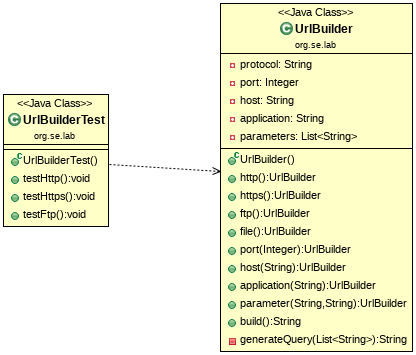 <<Java Class>>
UrlBuilder
org.se.lab
protocol: String
port: Integer
host: String
application: String
parameters: List<String>
UrlBuilder()
http():UrlBuilder
https():UrlBuilder
ftp():UrlBuilder
file():UrlBuilder
port(Integer):UrlBuilder
host(String):UrlBuilder
application(String):UrlBuilder
parameter(String,String):UrlBuilder
build():String
generateQuery(List<String>):String
<<Java Class>>
UrlBuilderTest
org.se.lab
UrlBuilderTest()
testHttp():void
testHttps():void
testFtp():void